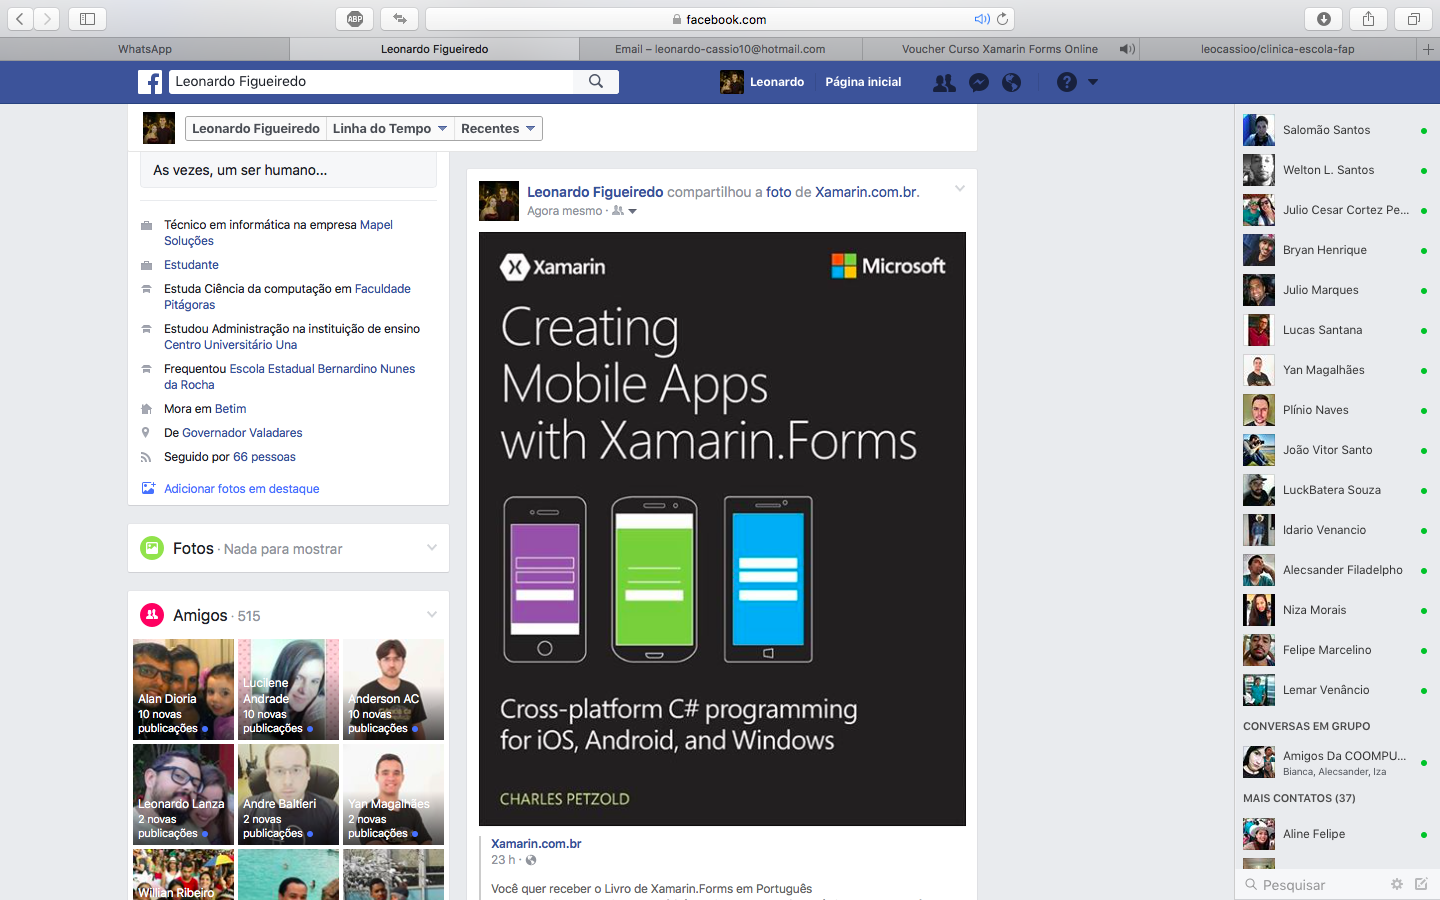 facebook.com
WhatsApp
Leonardo Figueiredo
Email – leonardo-cassio10@hotmail.com
Voucher Curso Xamarin Forms Online
leocassioo/clinica-escola-fap
ABP
Leonardo Figueiredo
Leonardo
Página inicial
Leonardo Figueiredo
Linha do Tempo
Recentes
As vezes, um ser humano...
Técnico em informática na empresa Mapel
Soluções
Estudante
Estuda Ciência da computação em Faculdade
Pitágoras
Estudou Administração na instituição de ensino
Centro Universitário Una
Frequentou Escola Estadual Bernardino Nunes
da Rocha
Mora em Betim
De Governador Valadares
Seguido por 66 pessoas
Adicionar fotos em destaque
Fotos · Nada para mostrar
Amigos · 515
Alan Dioria
10 novas
publicações
Lucilene
Andrade
10 novas
publicações
Anderson AC
10 novas
publicações
Leonardo Lanza
2 novas
publicações
Andre Baltieri
2 novas
publicações
Yan Magalhães
2 novas
publicações
Willian Ribeiro
Leonardo Figueiredo compartilhou a foto de Xamarin.com.br.
Agora mesmo ·
Xamarin
Microsoft
Creating
Mobile Apps
with Xamarin.Forms
Cross-platform C# programming
for iOS, Android, and Windows
CHARLES PETZOLD
Xamarin.com.br
23 h ·
Você quer receber o Livro de Xamarin.Forms em Português
Salomão Santos
Welton L. Santos
Julio Cesar Cortez Pe...
Bryan Henrique
Julio Marques
Lucas Santana
Yan Magalhães
Plínio Naves
João Vitor Santo
LuckBatera Souza
Idario Venancio
Alecsander Filadelpho
Niza Morais
Felipe Marcelino
Lemar Venâncio
CONVERSAS EM GRUPO
Amigos Da COOMPU...
Bianca, Alecsander, Iza
MAIS CONTATOS (37)
Aline Felipe
Pesquisar